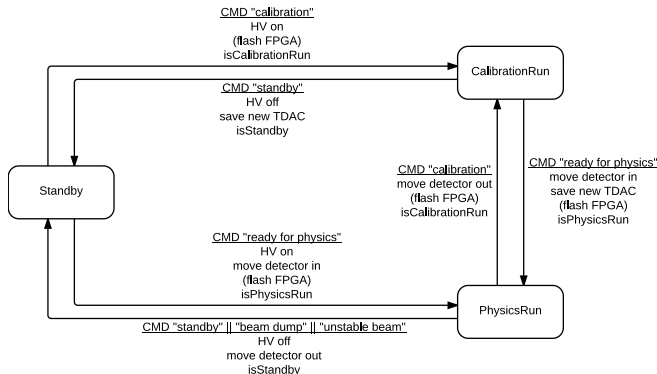 CMD "calibration"
HV on
(flash FPGA)
isCalibrationRun
CalibrationRun
CMD "standby"
HV off
save new TDAC
isStandby
CMD "calibration"
move detector out
(flash FPGA)
isCalibrationRun
CMD "ready for physics"
move detector in
save new TDAC
(flash FPGA)
isPhysicsRun
Standby
CMD "ready for physics"
HV on
move detector in
(flash FPGA)
isPhysicsRun
PhysicsRun
CMD "standby" || "beam dump" || "unstable beam"
HV off
move detector out
isStandby